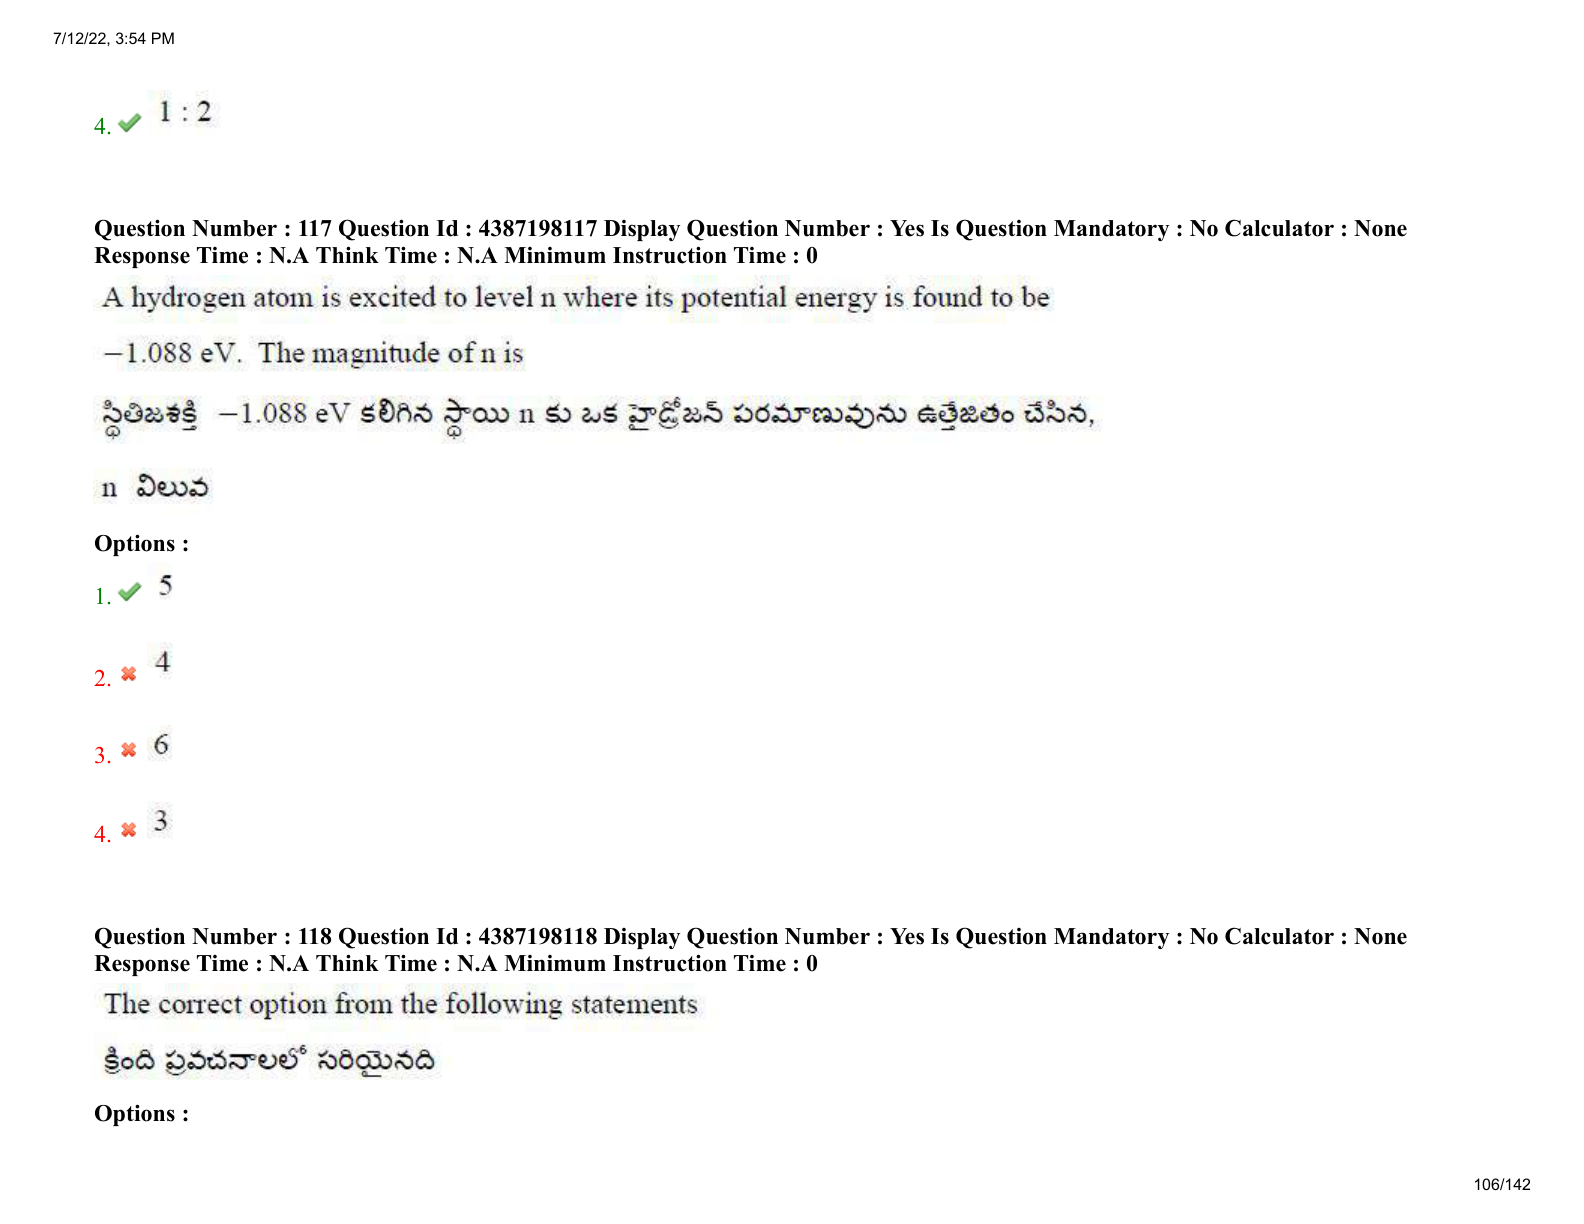 7/12/22, 3:54 PM
4. 1 : 2
Question Number : 117 Question Id : 4387198117 Display Question Number : Yes Is Question Mandatory : No Calculator : None
Response Time : N.A Think Time : N.A Minimum Instruction Time : 0
A hydrogen atom is excited to level n where its potential energy is found to be
−1.088 eV. The magnitude of n is
స్థితిజశక్తి −1.088 eV కలిగిన స్థాయి n కు ఒక హైడ్రోజన్ పరమాణువును ఉత్తేజితం చేసిన,
n విలువ
Options :
1. 5
2. 4
3. 6
4. 3
Question Number : 118 Question Id : 4387198118 Display Question Number : Yes Is Question Mandatory : No Calculator : None
Response Time : N.A Think Time : N.A Minimum Instruction Time : 0
The correct option from the following statements
క్రింది ప్రవచనాలలో సరియైనది
Options :
106/142